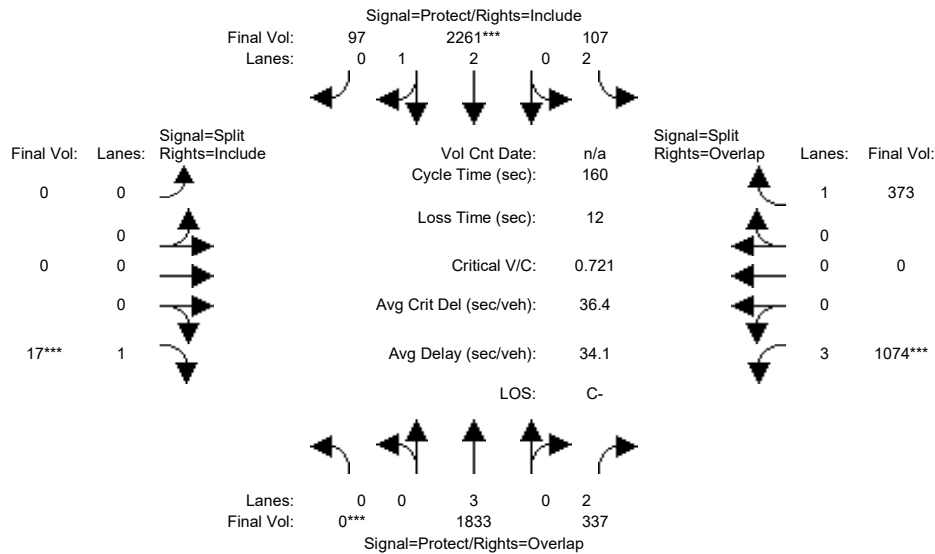 Signal=Protect/Rights=Include
Final Vol: 97 2261*** 107
Lanes: 0 1 2 0 2
Signal=Split
Final Vol: Lanes: Rights=Include
Vol Cnt Date: n/a
Signal=Split
Rights=Overlap Lanes: Final Vol:
Cycle Time (sec): 160
0 0
1 373
Loss Time (sec): 12
0
0
0 0
Critical V/C: 0.721
0 0
0
Avg Crit Del (sec/veh): 36.4
0
17*** 1
Avg Delay (sec/veh): 34.1
3 1074***
LOS: C-
Lanes: 0 0 3 0 2
Final Vol: 0*** 1833 337
Signal=Protect/Rights=Overlap